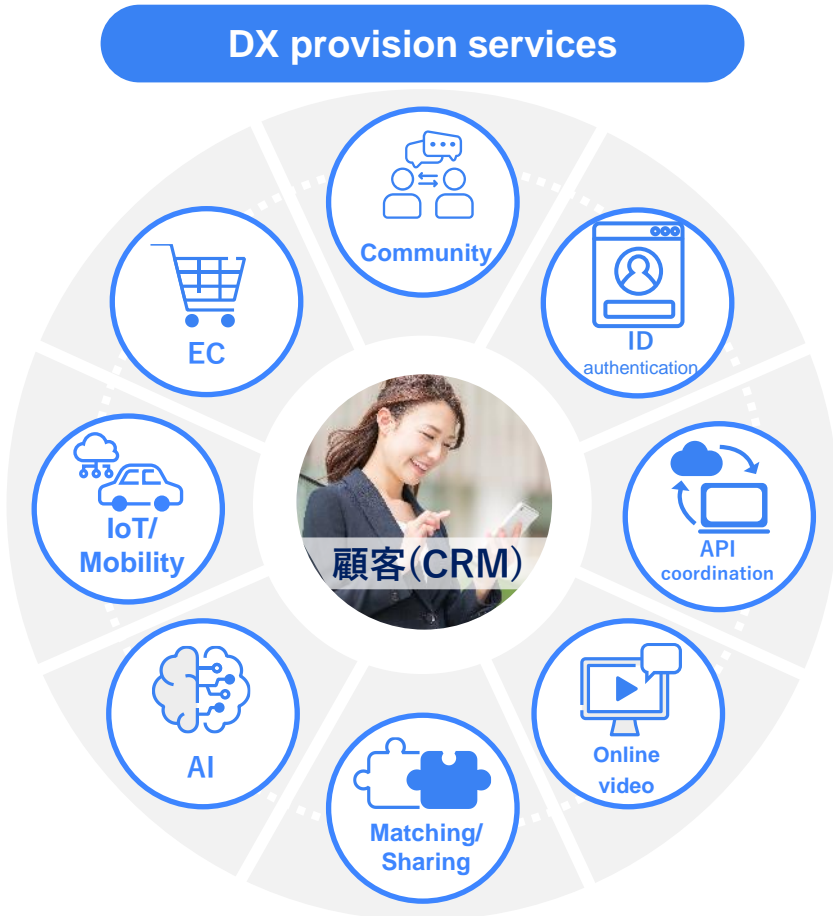 DX provision services
Community
ID
authentication
API
coordination
Online
video
Matching/
Sharing
AI
IoT/
Mobility
EC
顧客(CRM)